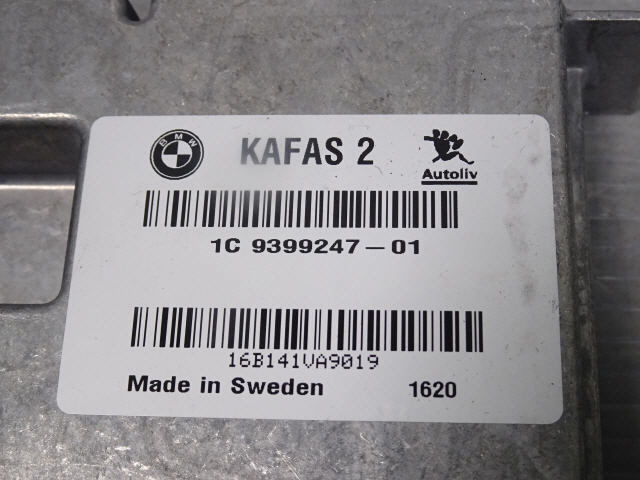 BMW
KAFAS 2
Autoliv
1C 9399247-01
16B141VA9019
Made in Sweden 1620